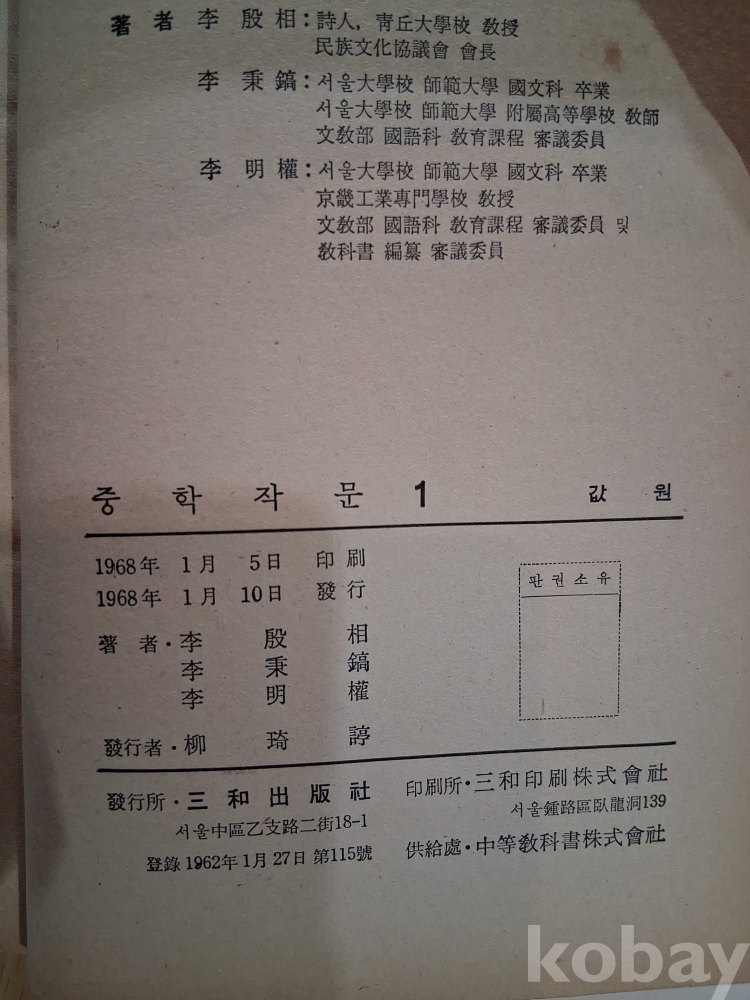 著者 李殷相: 詩人, 靑丘大學校 敎授
民族文化協議會 會長
李秉鎬: 서울大學校 師範大學 國文科 卒業
서울大學校 師範大學 附屬高等學校 敎師
文敎部 國語科 敎育課程 審議委員
李明權: 서울大學校 師範大學 國文科 卒業
京畿工業專門學校 敎授
文敎部 國語科 敎育課程 審議委員 및
敎科書 編纂 審議委員
중학작문 1 값 원
1968年 1月 5日 印刷
1968年 1月 10日 發行
판권소유
著者·李殷相
李秉鎬
李明權
發行者·柳琦諄
發行所·三和出版社
서울中區乙支路二街18-1
登錄 1962年 1月 27日 第115號
印刷所·三和印刷株式會社
서울鍾路區臥龍洞139
供給處·中等敎科書株式會社
kobay